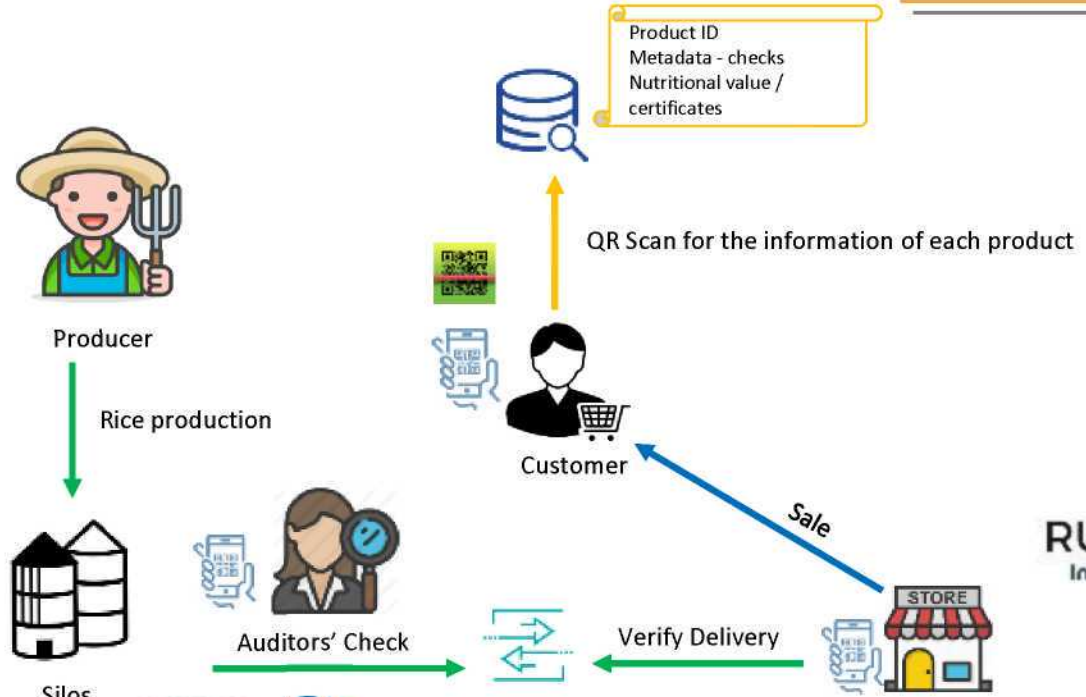 Product ID
Metadata - checks
Nutritional value /
certificates
QR Scan for the information of each product
Producer
Rice production
Customer
Sale
STORE
Auditors' Check
Verify Delivery
Silos